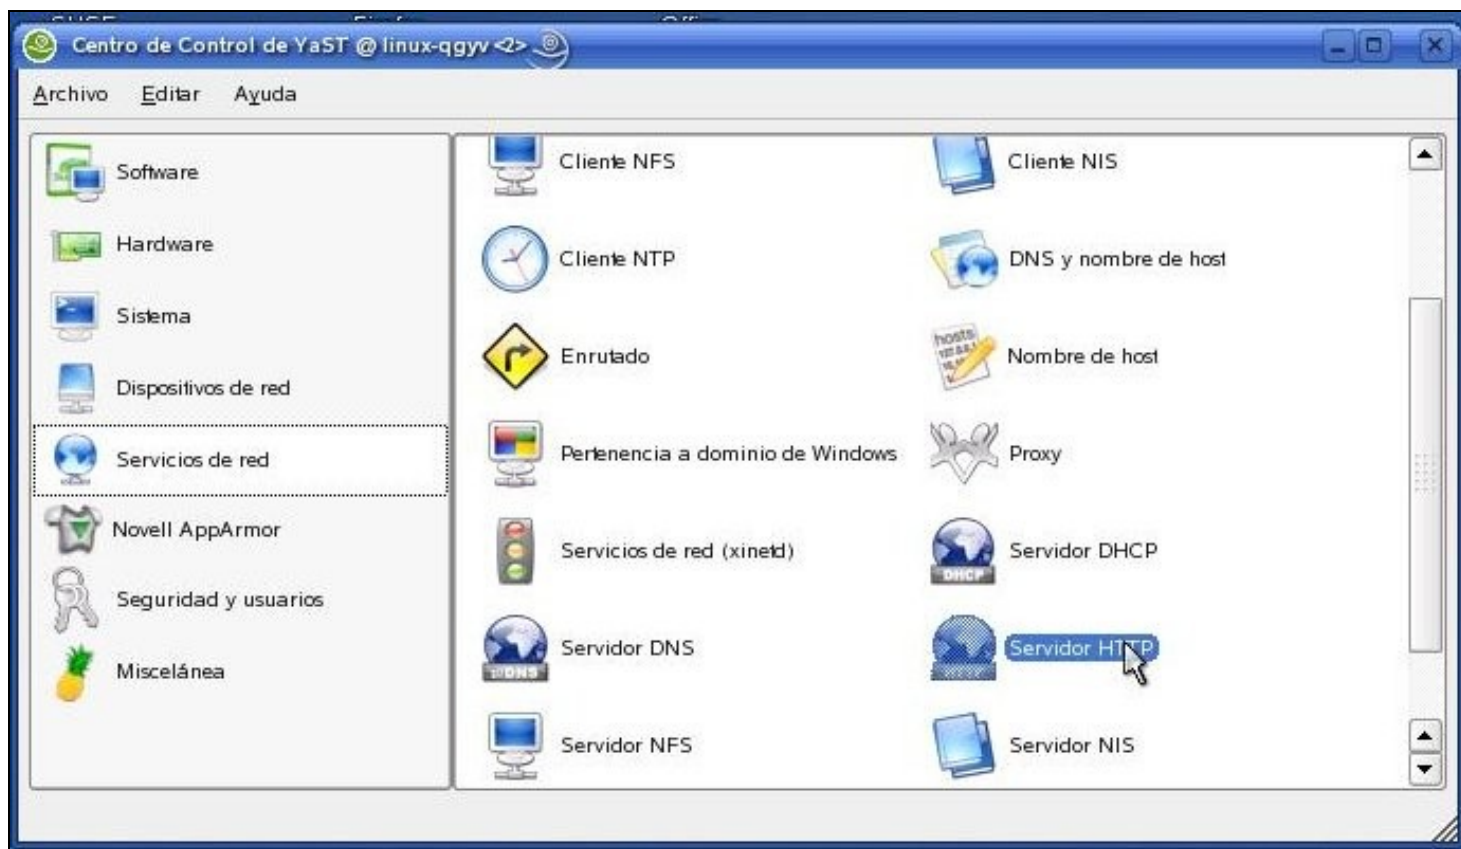 Centro de Control de YaST @ linux-qgyv <2>
Archivo Editar Ayuda
Software
Hardware
Sistema
Dispositivos de red
Servicios de red
Novell AppArmor
Seguridad y usuarios
Miscelánea
Cliente NFS Cliente NIS
Cliente NTP DNS y nombre de host
Enrutado hosts Nombre de host
Pertenencia a dominio de Windows Proxy
Servicios de red (xinetd) DHCP Servidor DHCP
DNS Servidor DNS Servidor HTTP
Servidor NFS Servidor NIS